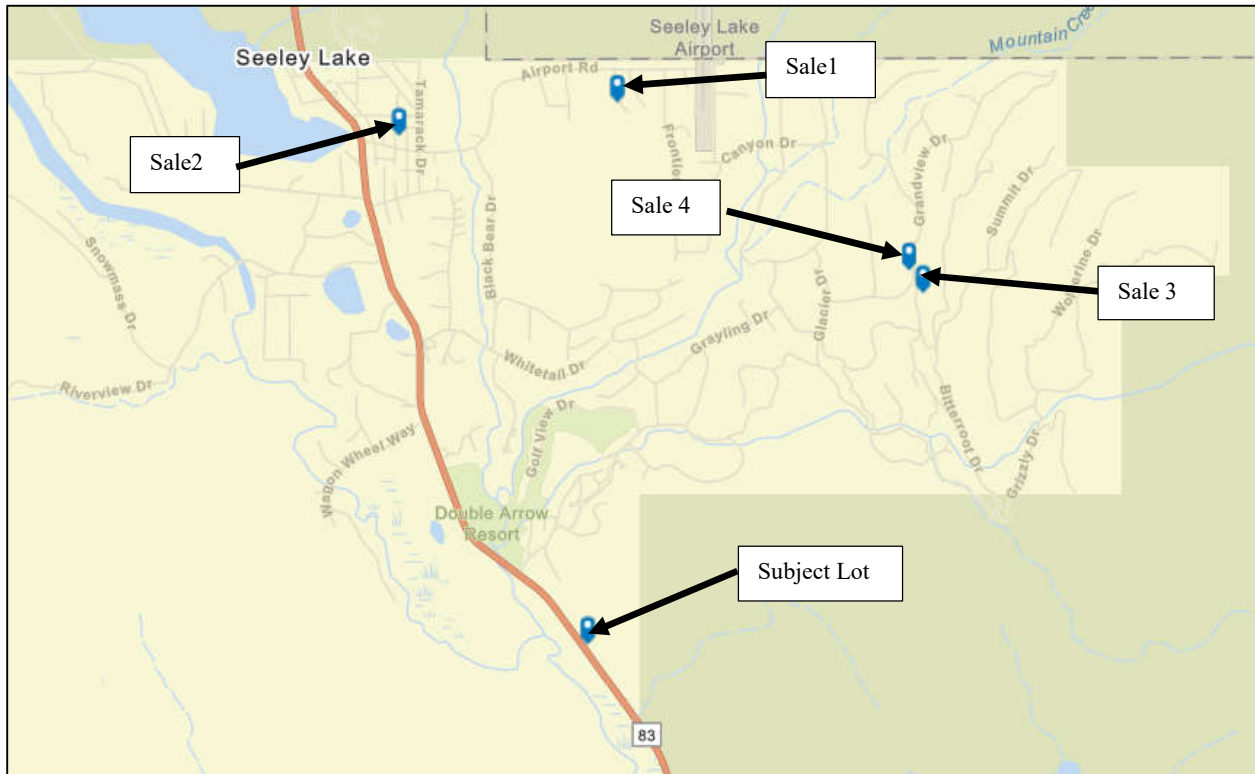 Seeley Lake
Airport
Mountain Creek
Seeley Lake
Airport Rd
Sale1
Tamarack Dr
Sale2
Frontier
Canyon Dr
Grandview Dr
Summit Dr
Sale 4
Snowmass Dr
Black Bear Dr
Glacier Dr
Wolverine Dr
Sale 3
Grayling Dr
Whitetail Dr
Riverview Dr
Golf View Dr
Bitterroot Dr
Wagon Wheel Way
Grizzly Dr
Double Arrow
Resort
Subject Lot
83